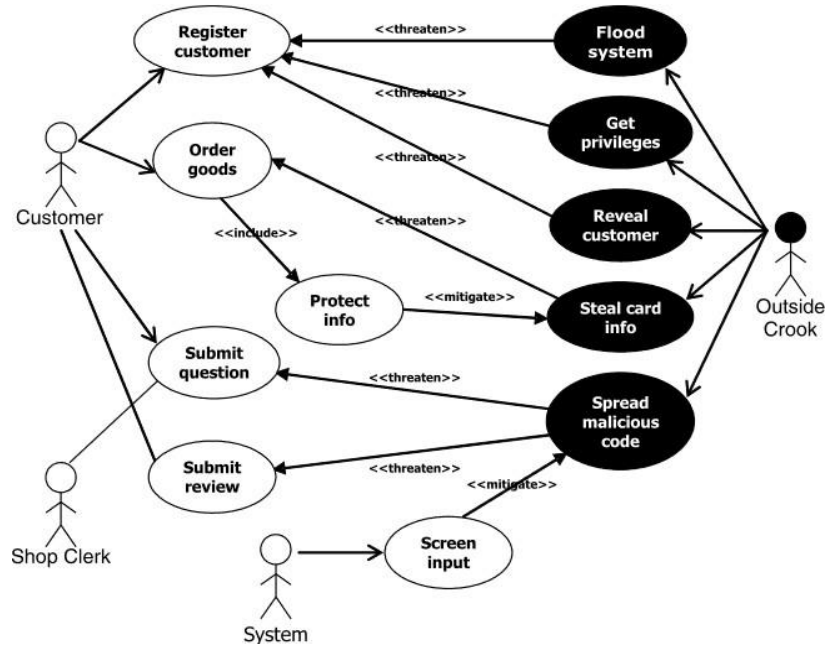 Register
customer
<<threaten>>
Flood
system
<<threaten>>
Get
privileges
Order
goods
<<threaten>>
Customer
<<threaten>>
Reveal
customer
<<include>>
Protect
info
<<mitigate>>
Steal card
info
Outside
Crook
Submit
question
<<threaten>>
Spread
malicious
code
Submit
review
<<threaten>>
<<mitigate>>
Shop Clerk
Screen
input
System